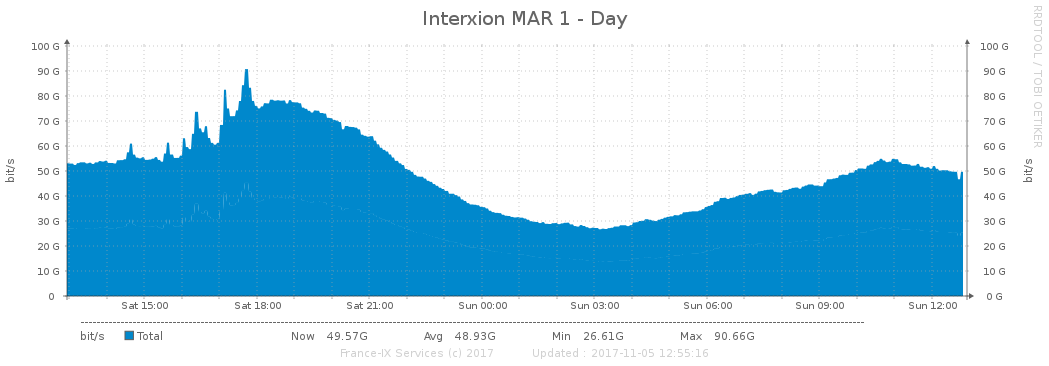 Interxion MAR 1 - Day
RRDTOOL / TOBI OETIKER
bit/s
100 G
90 G
80 G
70 G
60 G
50 G
40 G
30 G
20 G
10 G
0
100 G
90 G
80 G
70 G
60 G
50 G
40 G
30 G
20 G
10 G
0 G
bit/s
Sat 15:00 Sat 18:00 Sat 21:00 Sun 00:00 Sun 03:00 Sun 06:00 Sun 09:00 Sun 12:00
bit/s Total Now 49.57G Avg 48.93G Min 26.61G Max 90.66G
France-IX Services (c) 2017 Updated : 2017-11-05 12:55:16